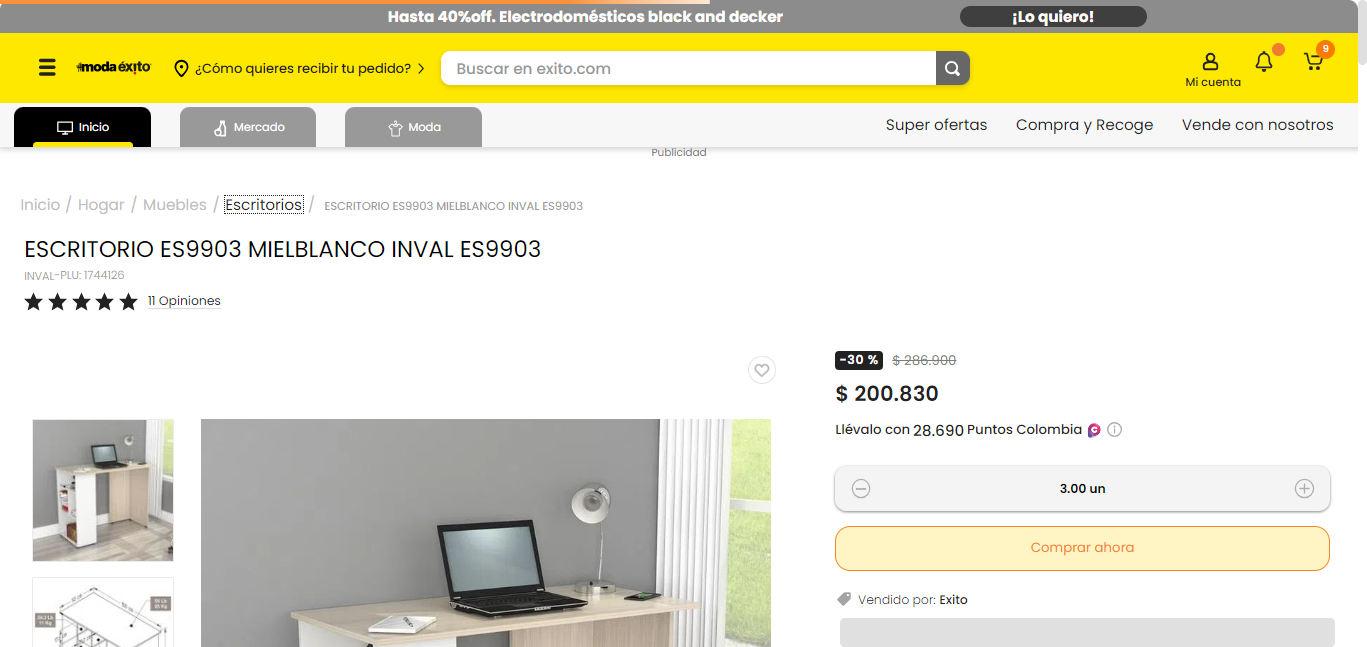 Hasta 40%off. Electrodomésticos black and decker
¡Lo quiero!
moda éxito
¿Cómo quieres recibir tu pedido?
Buscar en exito.com
Mi cuenta
9
Inicio
Mercado
Moda
Super ofertas
Compra y Recoge
Vende con nosotros
Publicidad
Inicio / Hogar / Muebles / Escritorios / ESCRITORIO ES9903 MIELBLANCO INVAL ES9903
ESCRITORIO ES9903 MIELBLANCO INVAL ES9903
INVAL-PLU: 1744126
11 Opiniones
-30 % $ 286.900
$ 200.830
Llévalo con 28.690 Puntos Colombia
3.00 un
Comprar ahora
Vendido por: Exito